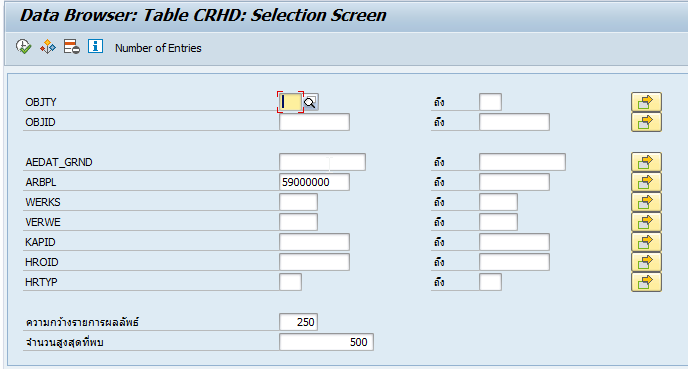 Data Browser: Table CRHD: Selection Screen
Number of Entries
OBJTY ถึง
OBJID ถึง
AEDAT_GRND ถึง
ARBPL 59000000 ถึง
WERKS ถึง
VERWE ถึง
KAPID ถึง
HROID ถึง
HRTYP ถึง
ความกว้างรายการผลลัพธ์ 250
จำนวนสูงสุดที่พบ 500